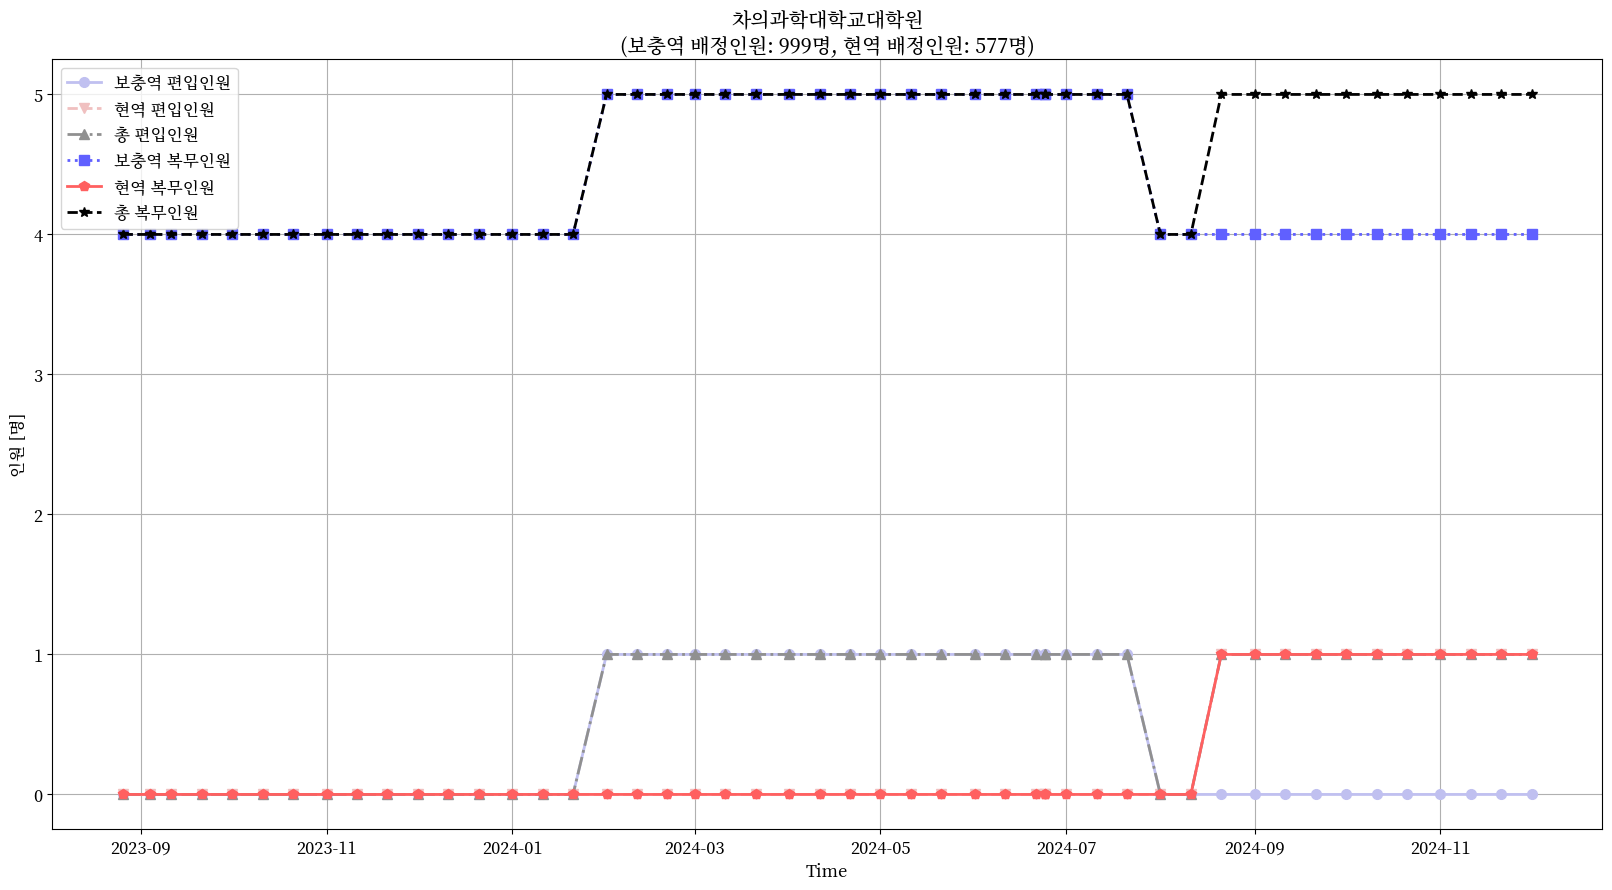 차의과학대학교대학원
(보충역 배정인원: 999명, 현역 배정인원: 577명)
보충역 편입인원
현역 편입인원
총 편입인원
보충역 복무인원
현역 복무인원
총 복무인원
5
4
3
2
1
0
인원 [명]
2023-09
2023-11
2024-01
2024-03
2024-05
2024-07
2024-09
2024-11
Time